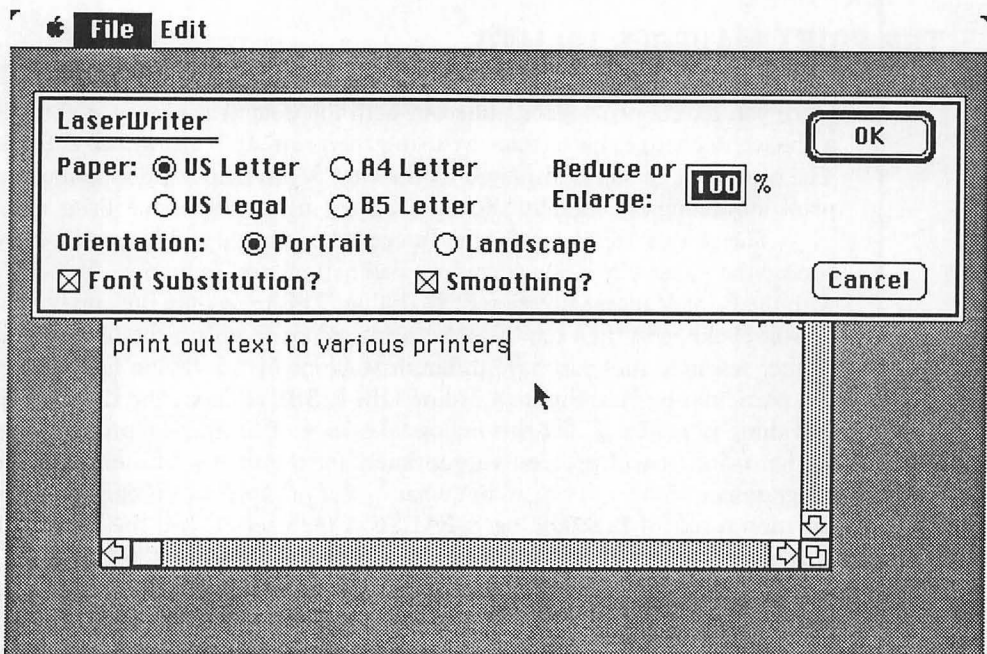 File Edit
LaserWriter
OK
Paper: US Letter A4 Letter
Reduce or
Enlarge: 100 %
US Legal B5 Letter
Orientation: Portrait Landscape
Font Substitution? Smoothing?
Cancel
print out text to various printers